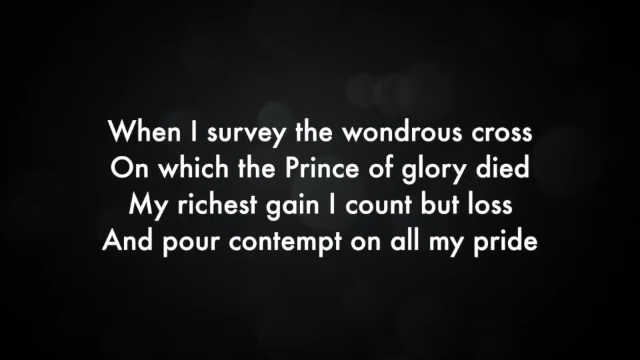 When I survey the wondrous cross
On which the Prince of glory died
My richest gain I count but loss
And pour contempt on all my pride